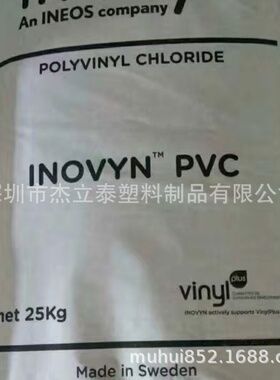 An INEOS company
POLYVINYL CHLORIDE
INOVYN™ PVC
圳市杰立泰塑料制品有限公
vinyl plus
INOVYN actively supports VinylPlus
net 25Kg
Made in Sweden
muhui852.1688.